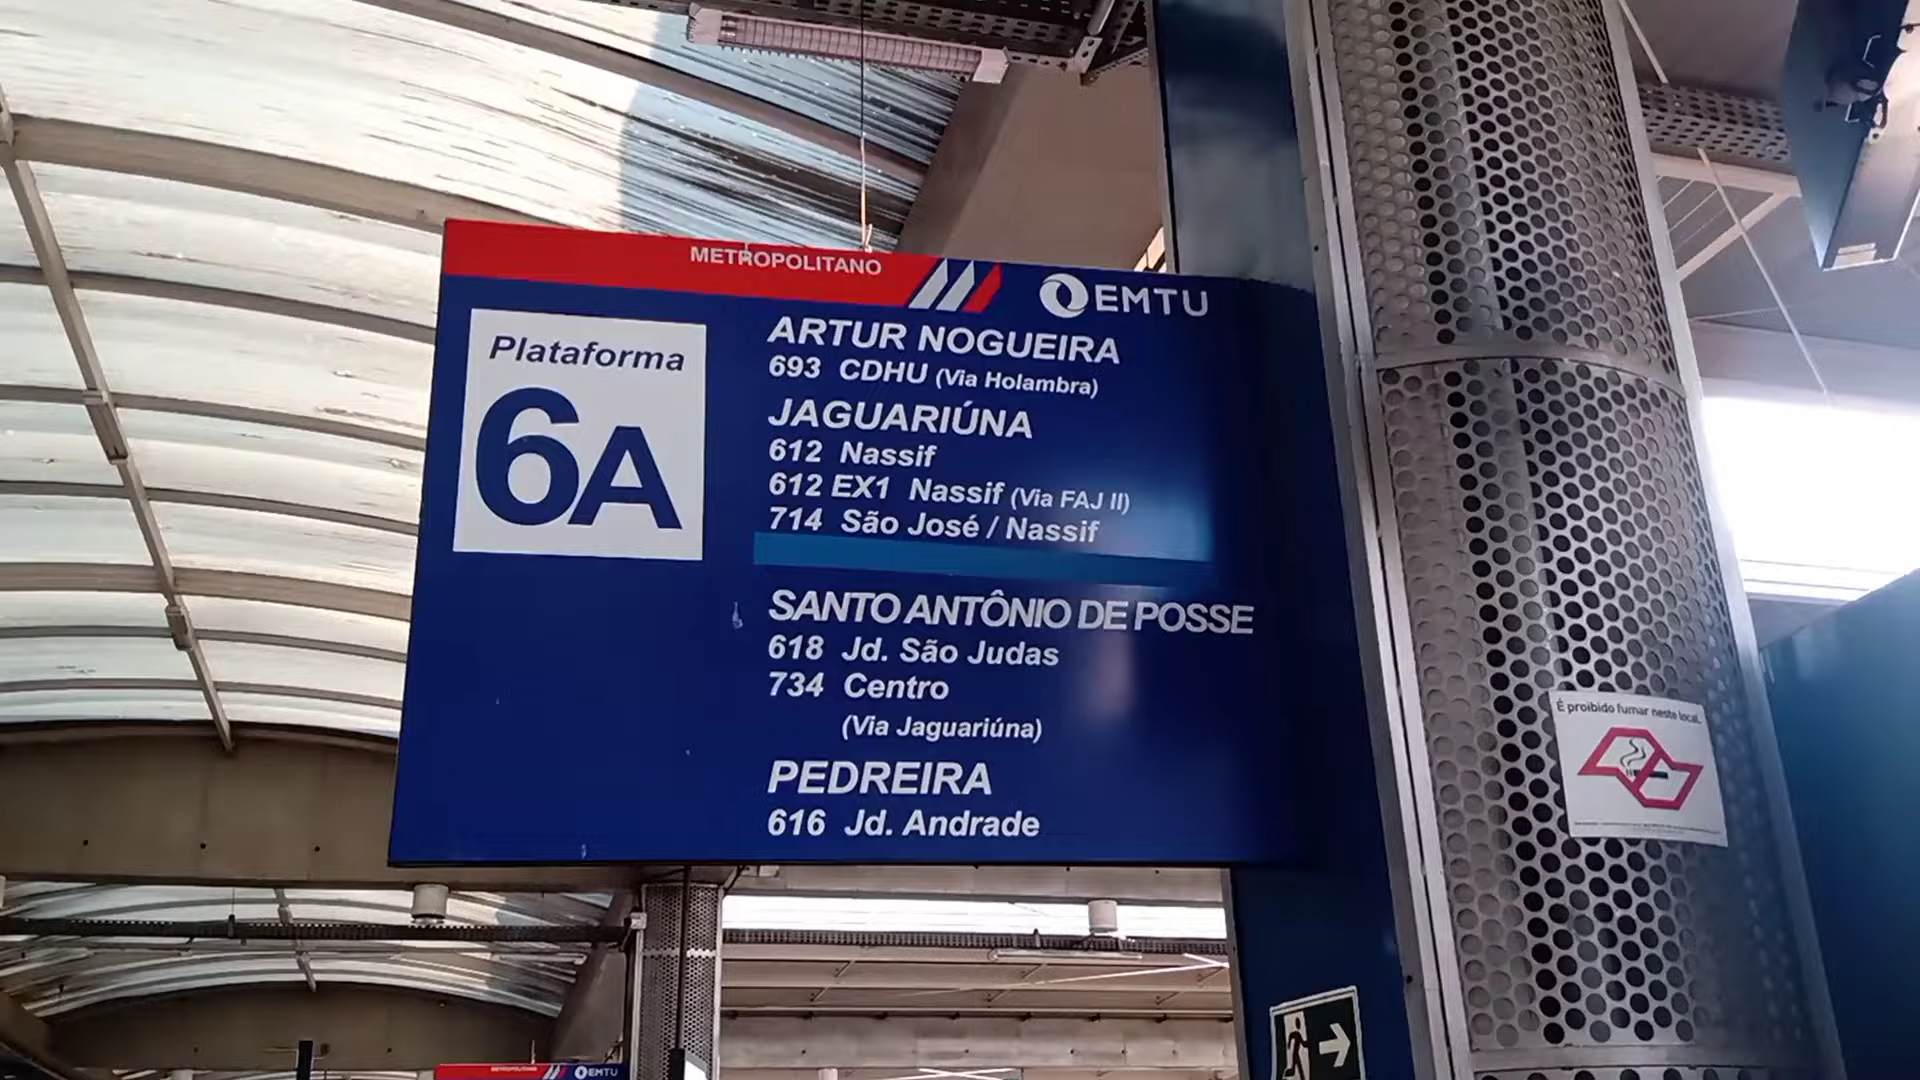 METROPOLITANO
EMTU
Plataforma
6A
ARTUR NOGUEIRA
693 CDHU (Via Holambra)
JAGUARIÚNA
612 Nassif
612 EX1 Nassif (Via FAJ II)
714 São José / Nassif
SANTO ANTÔNIO DE POSSE
618 Jd. São Judas
734 Centro
(Via Jaguariúna)
PEDREIRA
616 Jd. Andrade
É proibido fumar neste local.
METROPOLITANO
EMTU